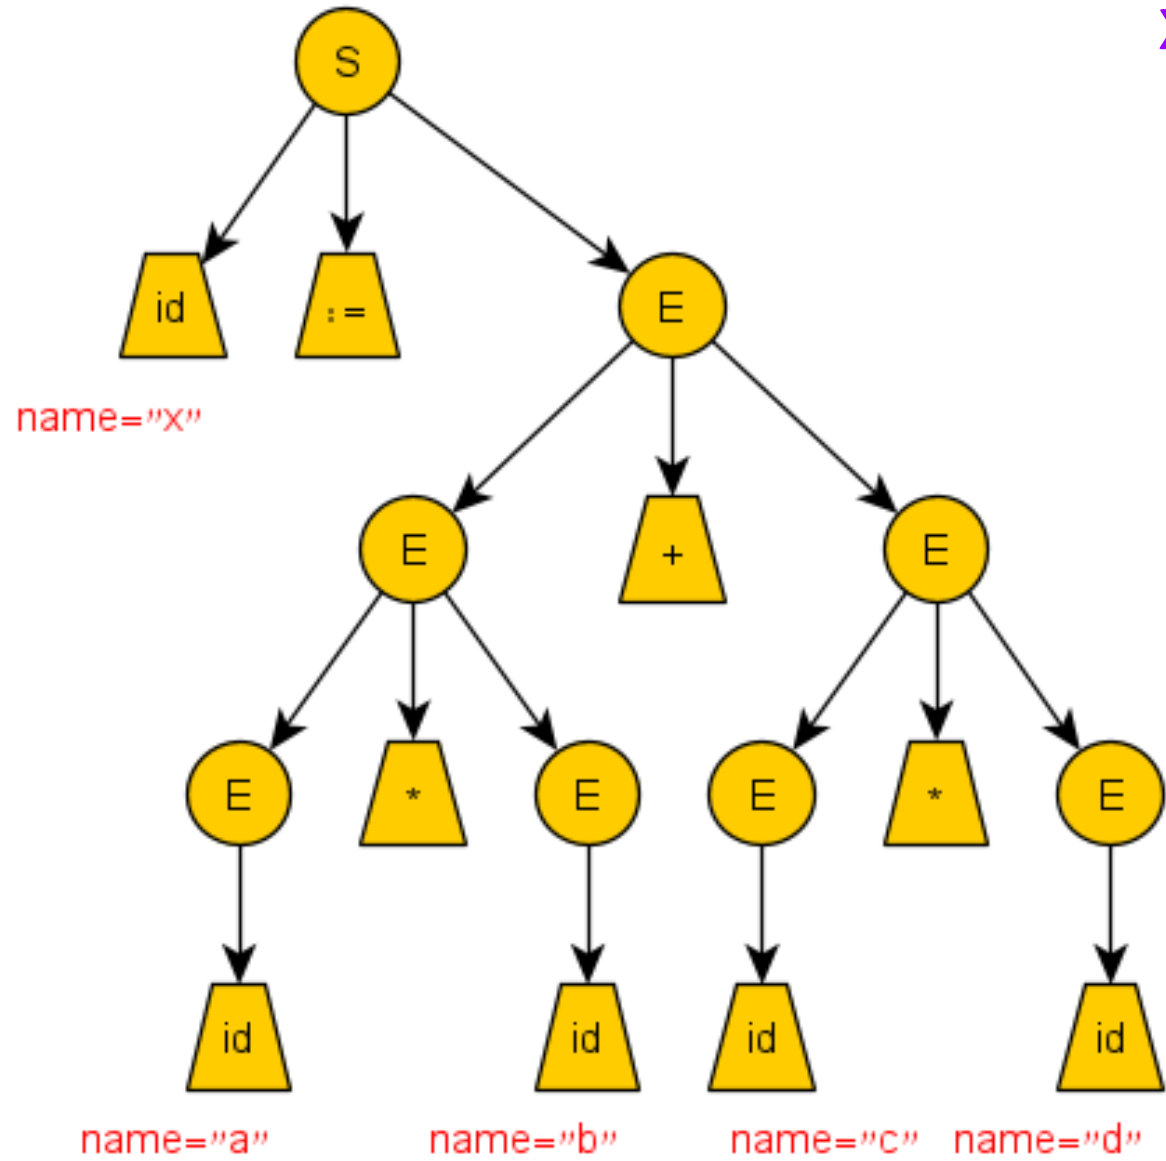 S
id
:=
E
name="x"
E
+
E
E
*
E
E
*
E
id
id
id
id
name="a"
name="b"
name="c"
name="d"